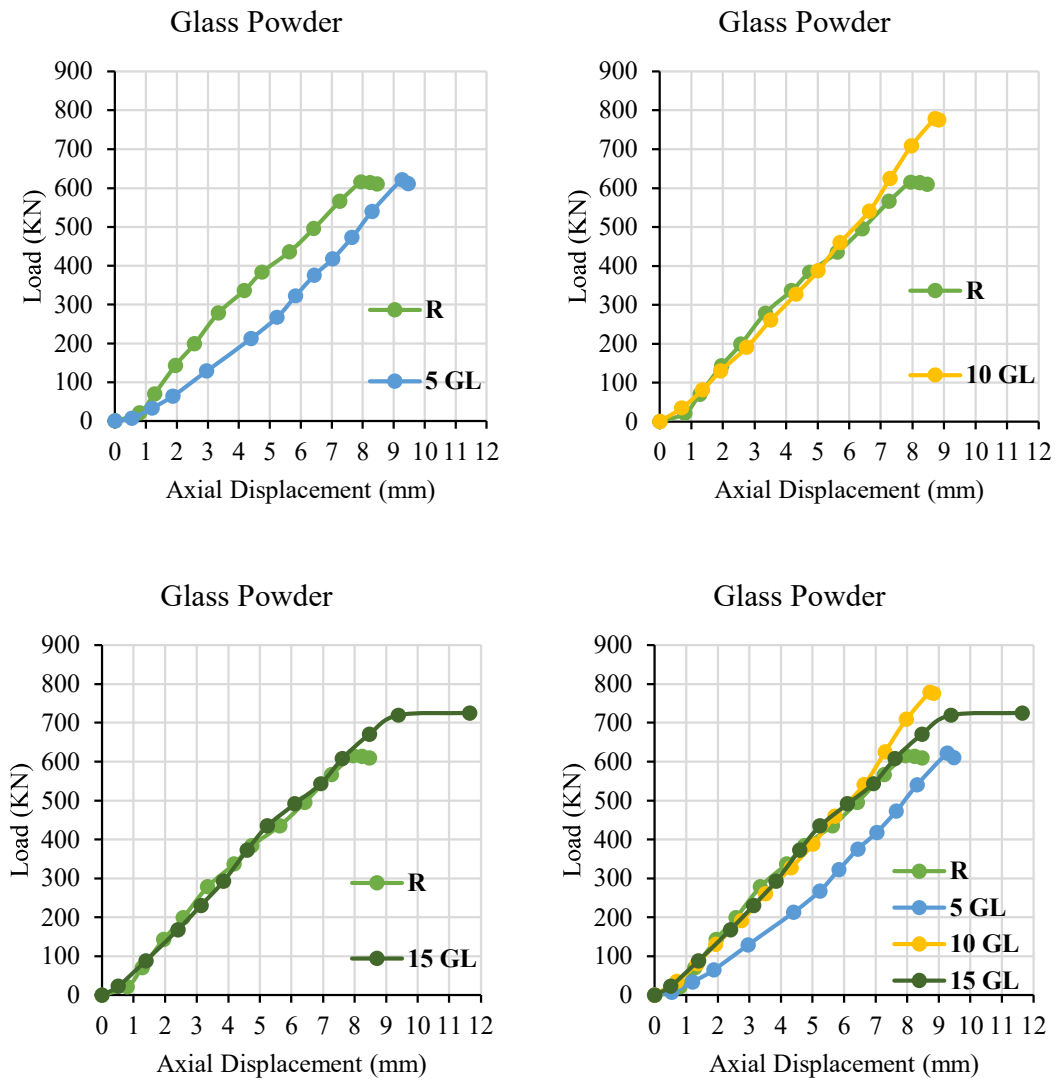 Glass Powder
900
800
700
600
500
400
300
200
100
0
Load (KN)
R
5 GL
0 1 2 3 4 5 6 7 8 9 10 11 12
Axial Displacement (mm)
Glass Powder
900
800
700
600
500
400
300
200
100
0
Load (KN)
R
10 GL
0 1 2 3 4 5 6 7 8 9 10 11 12
Axial Displacement (mm)
Glass Powder
900
800
700
600
500
400
300
200
100
0
Load (KN)
R
15 GL
0 1 2 3 4 5 6 7 8 9 10 11 12
Axial Displacement (mm)
Glass Powder
900
800
700
600
500
400
300
200
100
0
Load (KN)
R
5 GL
10 GL
15 GL
0 1 2 3 4 5 6 7 8 9 10 11 12
Axial Displacement (mm)